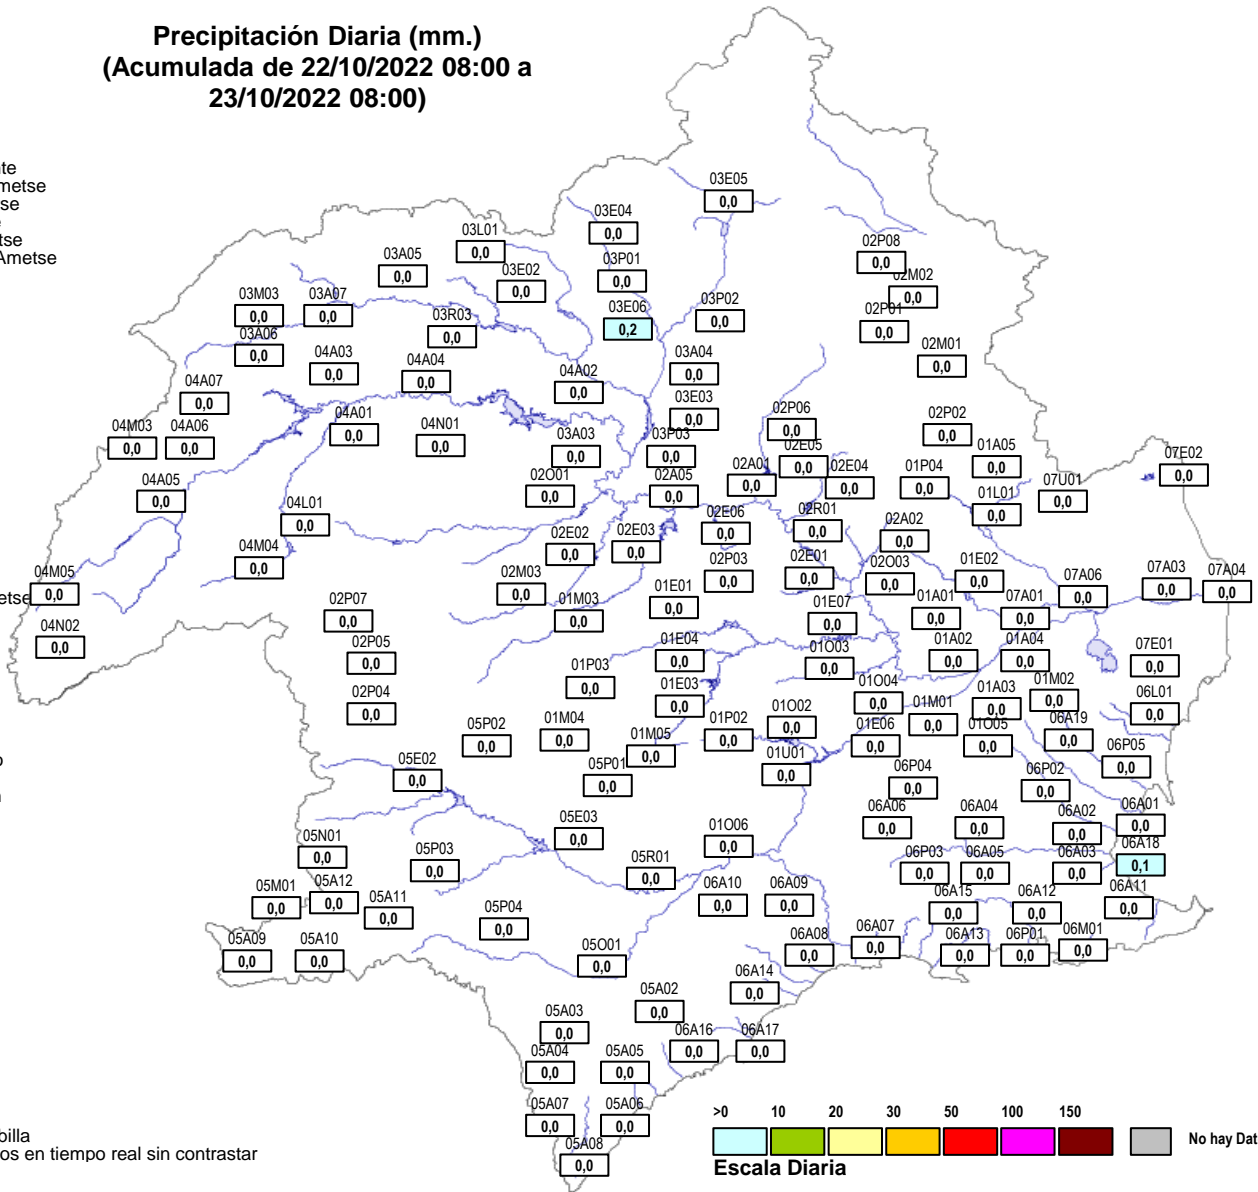 Precipitación Diaria (mm.)
(Acumulada de 22/10/2022 08:00 a
23/10/2022 08:00)
03E05
0,0
03E04
0,0
03L01
0,0
03A05
0,0
03E02
0,0
03P01
0,0
02P08
0,0
02M02
0,0
03M03
0,0
03A07
0,0
03R03
0,0
03E06
0,2
03P02
0,0
02P01
0,0
03A06
0,0
04A03
0,0
04A04
0,0
04A02
0,0
03A04
0,0
02M01
0,0
04A07
0,0
03E03
0,0
04M03
0,0
04A06
0,0
04A01
0,0
04N01
0,0
03A03
0,0
03P03
0,0
02P06
0,0
02E05
0,0
02P02
0,0
01A05
0,0
07E02
0,0
04A05
0,0
02O01
0,0
02A05
0,0
02A01
0,0
02E04
0,0
01P04
0,0
01L01
0,0
07U01
0,0
04L01
0,0
02E02
0,0
02E03
0,0
02E06
0,0
02R01
0,0
02A02
0,0
04M04
0,0
04M05
0,0
02M03
0,0
01M03
0,0
01E01
0,0
02P03
0,0
02E01
0,0
02O03
0,0
01E02
0,0
07A06
0,0
07A03
0,0
07A04
0,0
04N02
0,0
02P07
0,0
01E07
0,0
01A01
0,0
07A01
0,0
02P05
0,0
01E04
0,0
01O03
0,0
01A02
0,0
01A04
0,0
07E01
0,0
02P04
0,0
01P03
0,0
01E03
0,0
01O04
0,0
01M01
0,0
01A03
0,0
01M02
0,0
06L01
0,0
05P02
0,0
01M04
0,0
01M05
0,0
01P02
0,0
01O02
0,0
01E06
0,0
01O05
0,0
06A19
0,0
06P05
0,0
05E02
0,0
05P01
0,0
01U01
0,0
06P04
0,0
06P02
0,0
05E03
0,0
01O06
0,0
06A06
0,0
06A04
0,0
06A02
0,0
06A01
0,0
05N01
0,0
05P03
0,0
05R01
0,0
06P03
0,0
06A05
0,0
06A03
0,0
06A18
0,1
05M01
0,0
05A12
0,0
05A11
0,0
05P04
0,0
06A10
0,0
06A09
0,0
06A15
0,0
06A12
0,0
06A11
0,0
05A09
0,0
05A10
0,0
05O01
0,0
06A08
0,0
06A07
0,0
06A13
0,0
06P01
0,0
06M01
0,0
05A03
0,0
05A02
0,0
06A14
0,0
05A04
0,0
05A05
0,0
06A16
0,0
06A17
0,0
05A07
0,0
05A06
0,0
05A08
0,0
nte
metse
tse
e
tse
Ametse
etse
o
billa
os en tiempo real sin contrastar
>0 10 20 30 50 100 150
No hay Dat
Escala Diaria